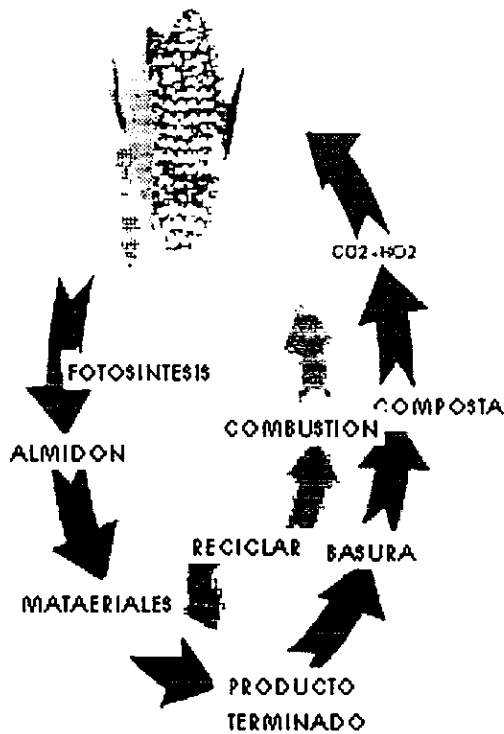 CO2+HO2
FOTOSINTESIS
COMPOSTA
COMBUSTION
ALMIDON
RECICLAR
BASURA
MATAERIALES
PRODUCTO
TERMINADO